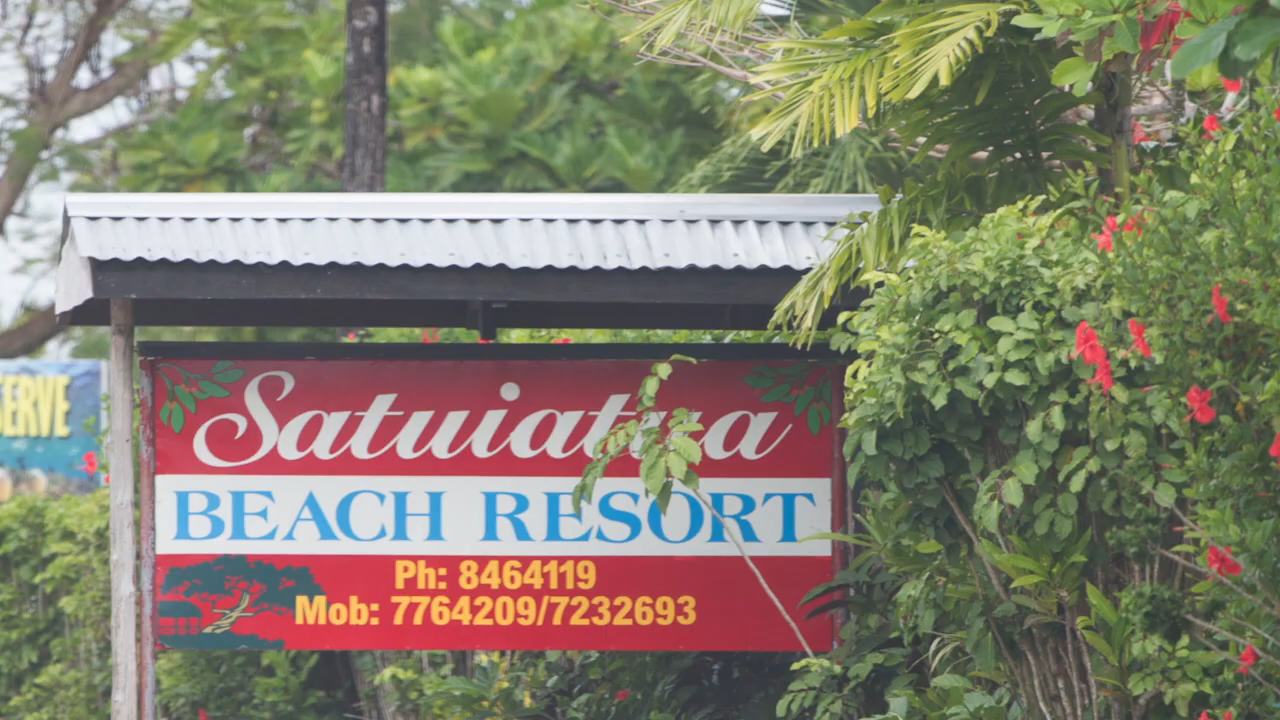 Satuiatua
BEACH RESORT
Ph: 8464119
Mob: 7764209/7232693
ERVE